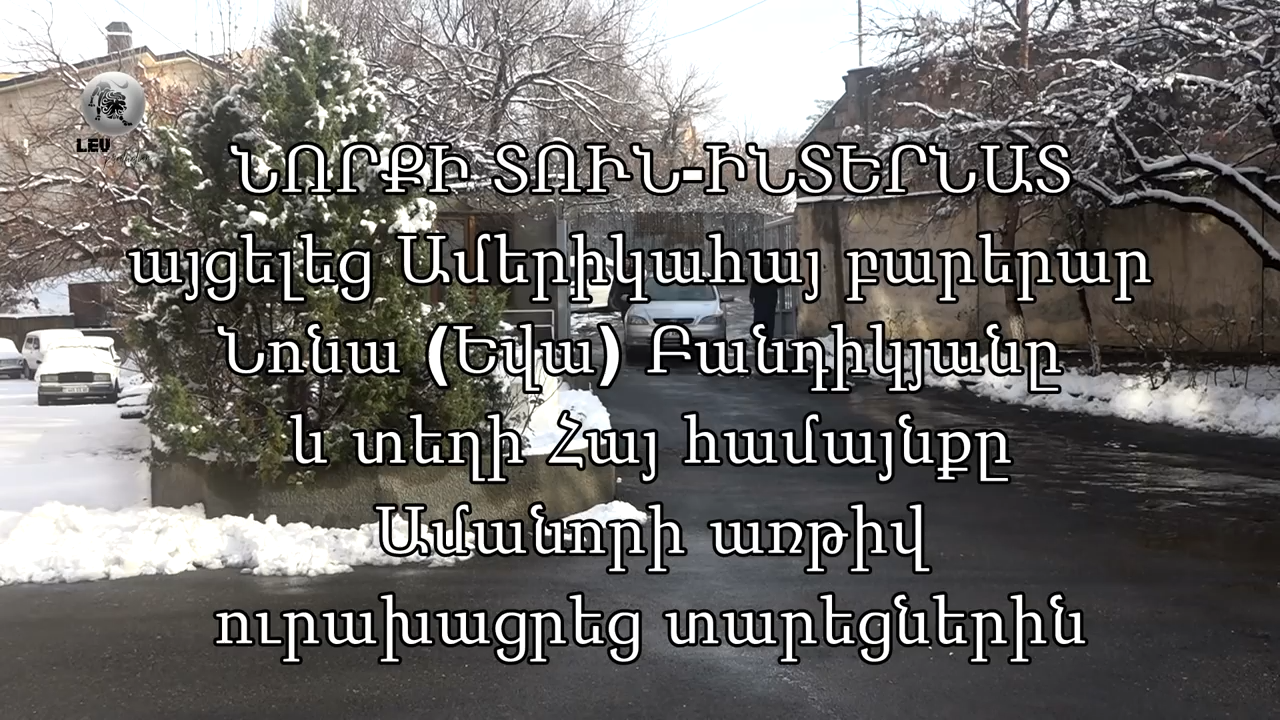 LEV
ՆՈՐՔԻ ՏՈՒՆ-ԻՆՏԵՐՆԱՏ
այցելեց Ամերիկահայ բարերար
Նոնա (Եվա) Բանդիկյանը
և տեղի Հայ համայնքը
Ամանորի առթիվ
ուրախացրեց տարեցներին